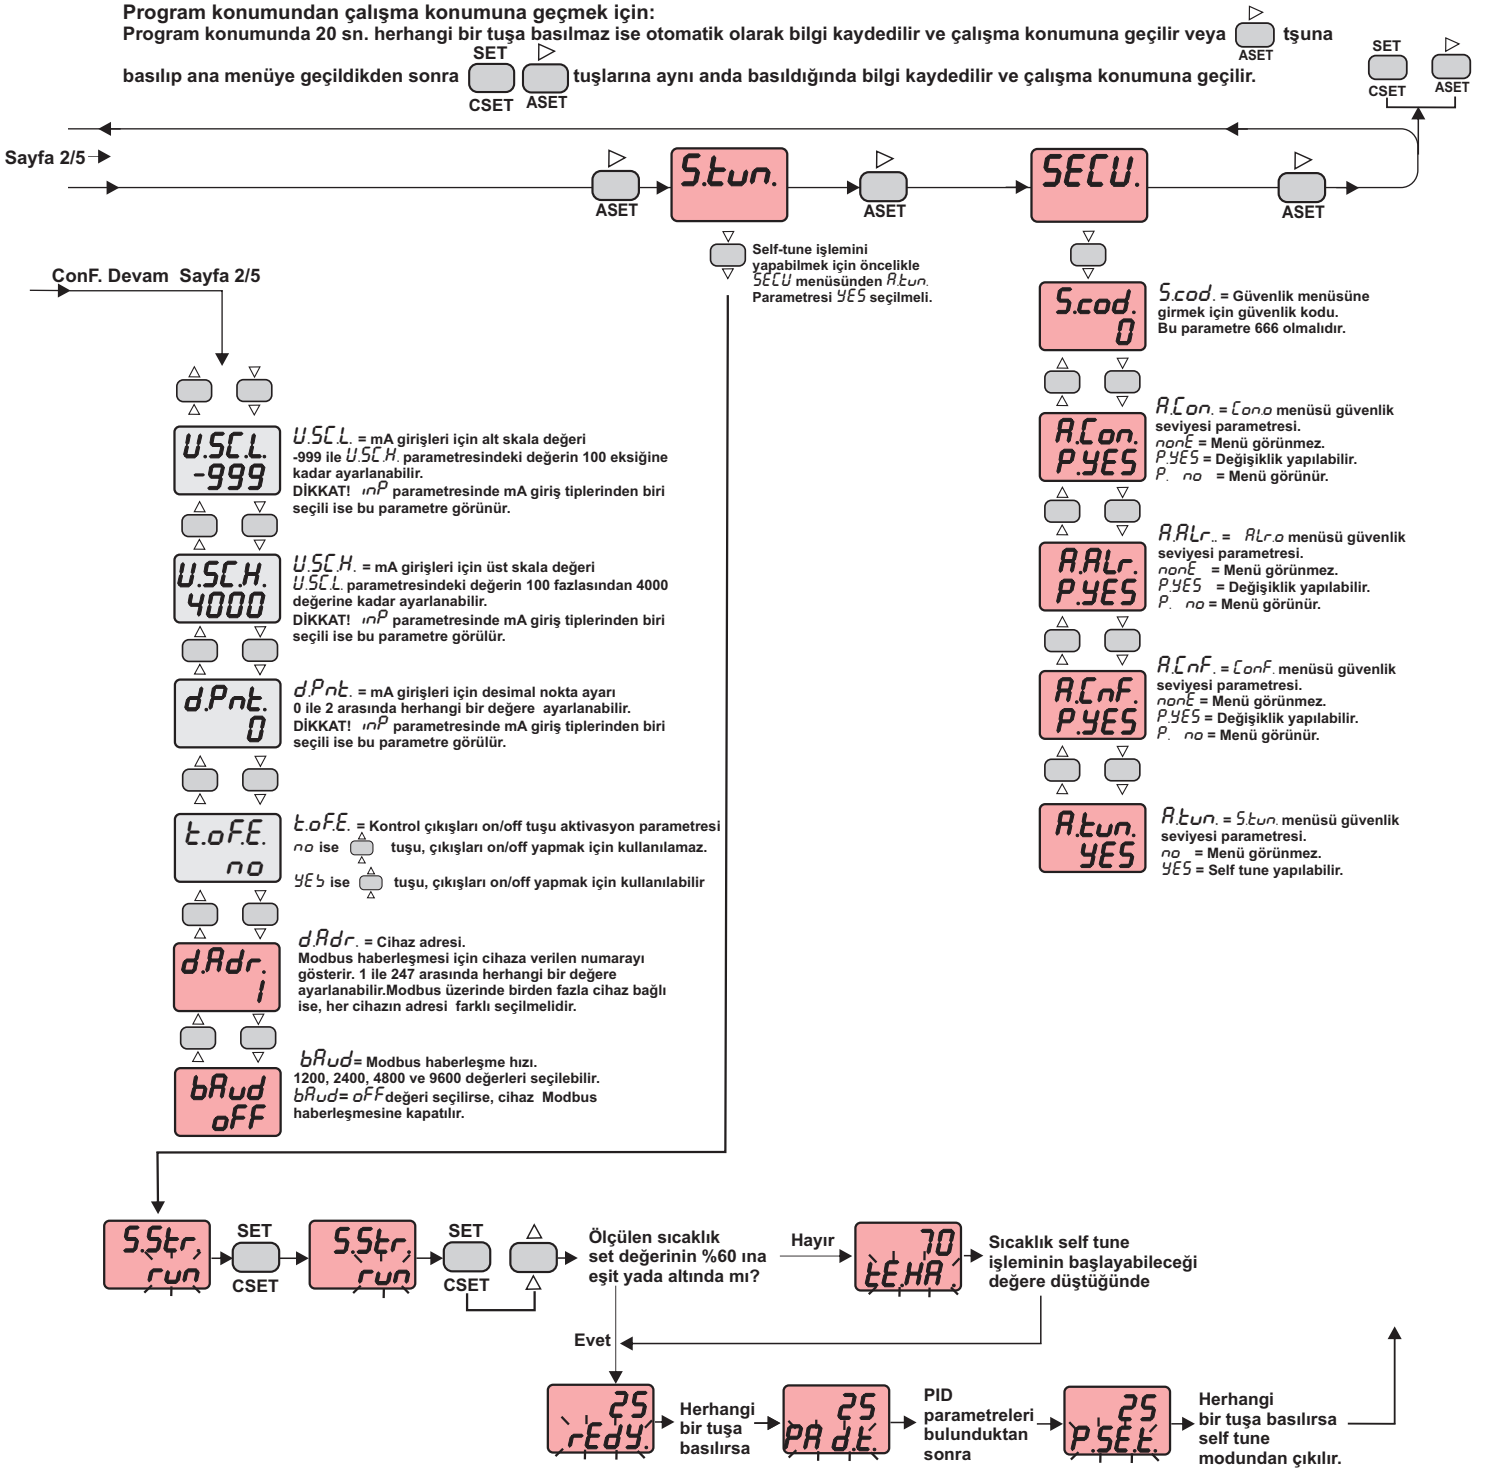 Program konumundan çalışma konumuna geçmek için:
Program konumunda 20 sn. herhangi bir tuşa basılmaz ise otomatik olarak bilgi kaydedilir ve çalışma konumuna geçilir veya ASET tşuna
basılıp ana menüye geçildikden sonra SET CSET ASET tuşlarına aynı anda basıldığında bilgi kaydedilir ve çalışma konumuna geçilir.
SET
CSET ASET
Sayfa 2/5
ASET
S.tun.
ASET
SECU.
ASET
Self-tune işlemini
yapabilmek için öncelikle
SECU menüsünden A.tun.
Parametresi YES seçilmeli.
ConF. Devam Sayfa 2/5
U.SC.L.
-999
U.SC.L. = mA girişleri için alt skala değeri
-999 ile U.SC.H. parametresindeki değerin 100 eksiğine
kadar ayarlanabilir.
DİKKAT! inP parametresinde mA giriş tiplerinden biri
seçili ise bu parametre görünür.
U.SC.H.
4000
U.SC.H. = mA girişleri için üst skala değeri
U.SC.L. parametresindeki değerin 100 fazlasından 4000
değerine kadar ayarlanabilir.
DİKKAT! inP parametresinde mA giriş tiplerinden biri
seçili ise bu parametre görülür.
d.Pnt.
0
d.Pnt. = mA girişleri için desimal nokta ayarı
0 ile 2 arasında herhangi bir değere ayarlanabilir.
DİKKAT! inP parametresinde mA giriş tiplerinden biri
seçili ise bu parametre görülür.
t.oF.E.
no
t.oF.E. = Kontrol çıkışları on/off tuşu aktivasyon parametresi
no ise tuşu, çıkışları on/off yapmak için kullanılamaz.
YES ise tuşu, çıkışları on/off yapmak için kullanılabilir
d.Adr.
1
d.Adr. = Cihaz adresi.
Modbus haberleşmesi için cihaza verilen numarayı
gösterir. 1 ile 247 arasında herhangi bir değere
ayarlanabilir.Modbus üzerinde birden fazla cihaz bağlı
ise, her cihazın adresi farklı seçilmelidir.
bAud
oFF
bAud= Modbus haberleşme hızı.
1200, 2400, 4800 ve 9600 değerleri seçilebilir.
bAud= oFF değeri seçilirse, cihaz Modbus
haberleşmesine kapatılır.
S.cod.
0
S.cod. = Güvenlik menüsüne
girmek için güvenlik kodu.
Bu parametre 666 olmalıdır.
A.Con.
P.YES
A.Con. = Con.o menüsü güvenlik
seviyesi parametresi.
nonE = Menü görünmez.
P.YES = Değişiklik yapılabilir.
P. no = Menü görünür.
A.ALr.
P.YES
A.ALr.. = ALr.o menüsü güvenlik
seviyesi parametresi.
nonE = Menü görünmez.
P.YES = Değişiklik yapılabilir.
P. no = Menü görünür.
A.CnF.
P.YES
A.CnF. = ConF. menüsü güvenlik
seviyesi parametresi.
nonE = Menü görünmez.
P.YES = Değişiklik yapılabilir.
P. no = Menü görünür.
A.tun.
YES
A.tun. = S.tun. menüsü güvenlik
seviyesi parametresi.
no = Menü görünmez.
YES = Self tune yapılabilir.
S.Str.
run
SET
CSET
S.Str.
run
SET
CSET
Ölçülen sıcaklık
set değerinin %60 ına
eşit yada altında mı?
Hayır
70
tE.HA.
Sıcaklık self tune
işleminin başlayabileceği
değere düştüğünde
Evet
25
rEdY.
Herhangi
bir tuşa
basılırsa
25
PA d.t.
PID
parametreleri
bulunduktan
sonra
25
P.SEt.
Herhangi
bir tuşa basılırsa
self tune
modundan çıkılır.